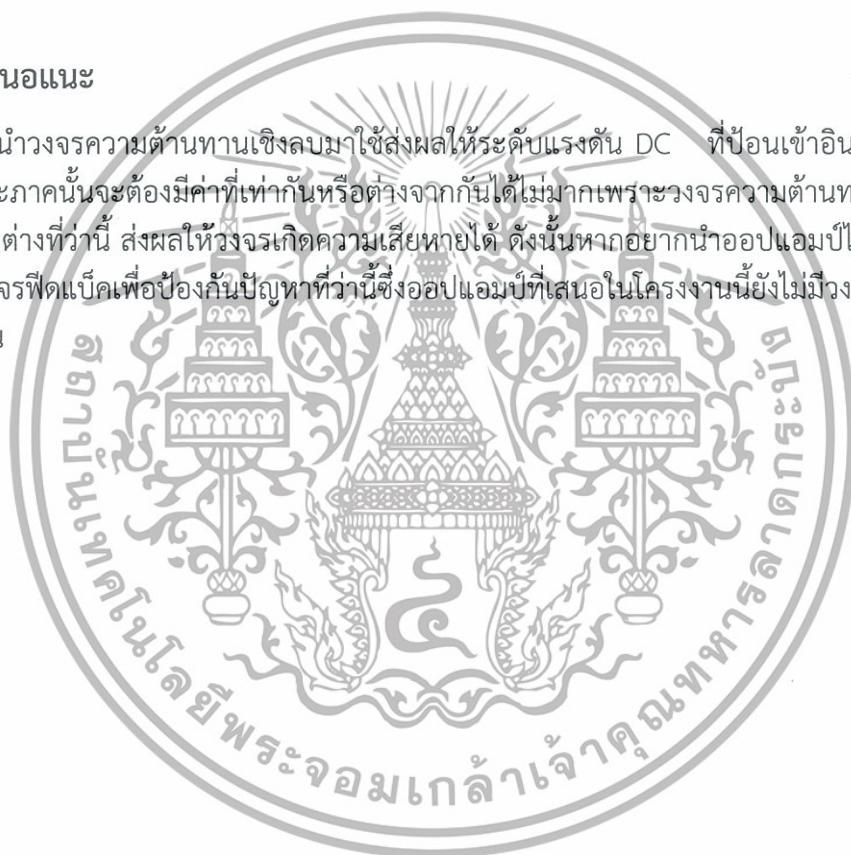 นอแนะ
นำวงจรความต้านทานเชิงลบมาใช้ส่งผลให้ระดับแรงดัน DC ที่ป้อนเข้าอิน
ะภาคนั้นจะต้องมีค่าที่เท่ากันหรือต่างจากกันได้ไม่มากเพราะวงจรความต้านท
ต่างที่ว่านี้ ส่งผลให้วงจรเกิดความเสียหายได้ ดังนั้นหากอยากนำออปแอมป์ไ
จรฟีดแบ็คเพื่อป้องกันปัญหาที่ว่านี้ซึ่งออปแอมป์ที่เสนอในโครงงานนี้ยังไม่มีวง
น
สถาบันเทคโนโลยีพระจอมเกล้าเจ้าคุณทหารลาดกระบัง